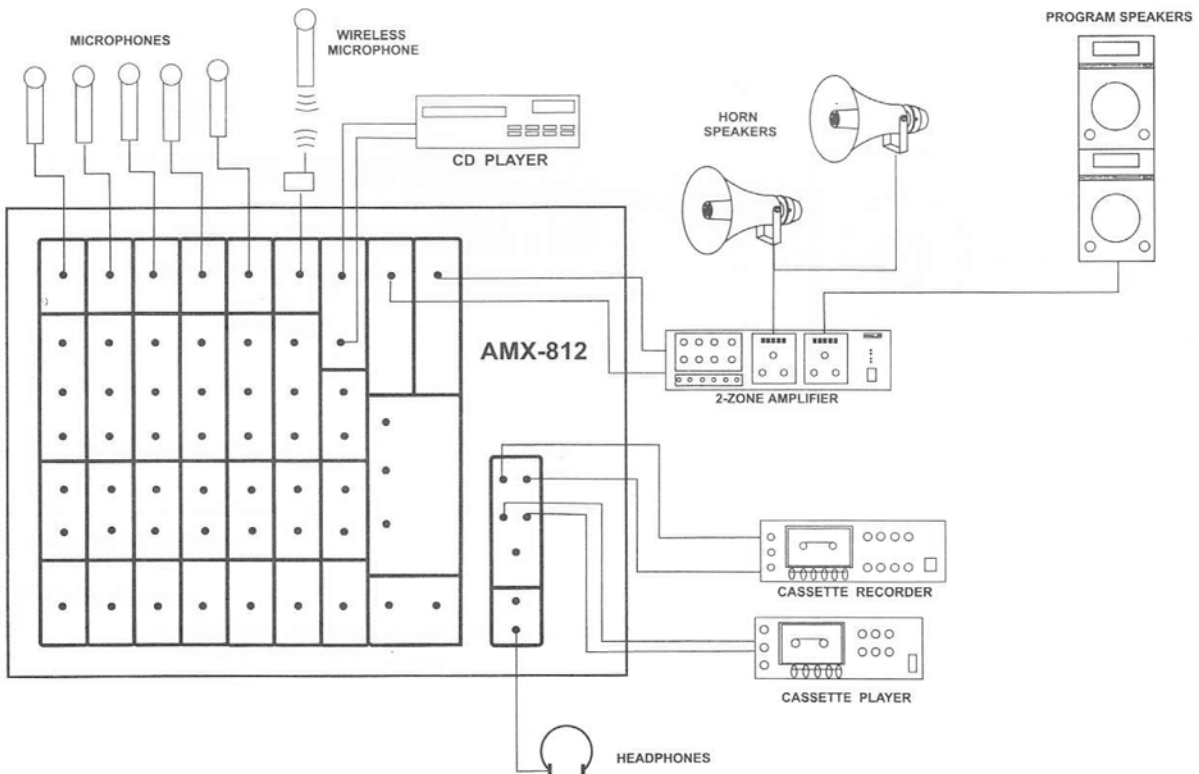 PROGRAM SPEAKERS
MICROPHONES
WIRELESS
MICROPHONE
HORN
SPEAKERS
CD PLAYER
AMX-812
2-ZONE AMPLIFIER
CASSETTE RECORDER
CASSETTE PLAYER
HEADPHONES